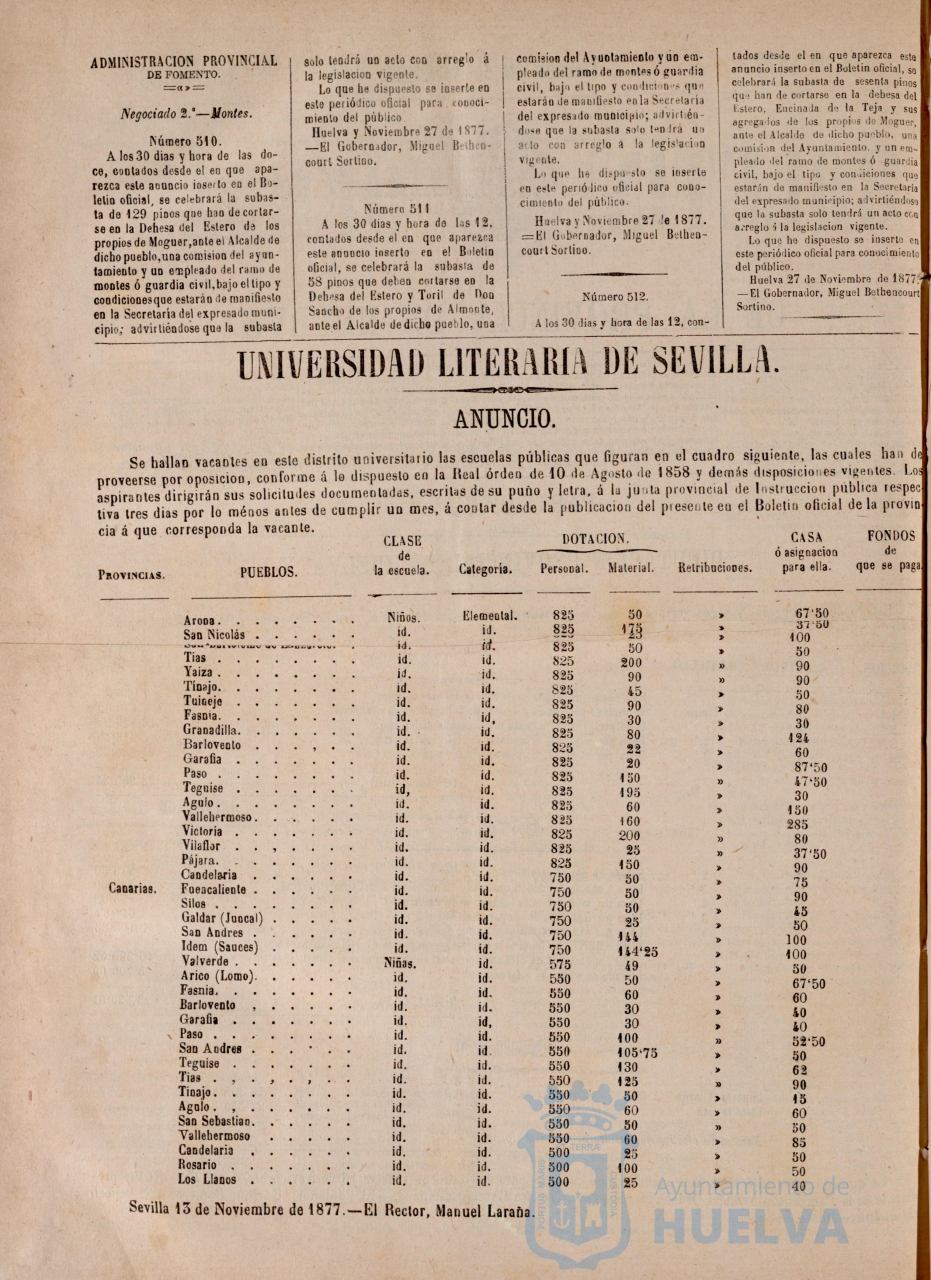 ADMINISTRACION PROVINCIAL
DE FOMENTO.
Negociado 2.º—Montes.
Número 510.
A los 30 dias y hora de las do-
ce, contados desde el en que apa-
rezca este anuncio inserto en el Bo-
letin oficial, se celebrará la subas-
ta de 129 pinos que han de cortar-
se en la Dehesa del Estero de los
propios de Moguer, ante el Alcalde de
dicho pueblo, una comision del ayun-
tamiento y un empleado del ramo de
montes ó guardia civil, bajo el tipo y
condiciones que estarán de manifiesto
en la Secretaria del expresado muni-
cipio; advirtiéndose que la subasta
solo tendrá un acto con arreglo á
la legislacion vigente.
Lo que he dispuesto se inserte en
este periódico oficial para conoci-
miento del público.
Huelva y Noviembre 27 de 1877.
—El Gobernador, Miguel Bethen-
court Sortino.
Número 511
A los 30 dias y hora de las 12,
contados desde el en que aparezca
este anuncio inserto en el Boletin
oficial, se celebrará la subasta de
58 pinos que deben cortarse en la
Dehesa del Estero y Toril de Don
Sancho de los propios de Almonte,
ante el Alcalde de dicho pueblo, una
comision del Ayuntamiento y un em-
pleado del ramo de montes ó guardia
civil, bajo el tipo y condiciones que
estarán de manifiesto en la Secretaria
del expresado municipio; advirtién-
dose que la subasta solo tendrá un
acto con arreglo á la legislacion
vigente.
Lo que he dispuesto se inserte
en este periódico oficial para cono-
cimiento del público.
Huelva y Noviembre 27 de 1877.
=El Gobernador, Miguel Bethen-
court Sortino.
Número 512.
A los 30 dias y hora de las 12, con-
tados desde el en que aparezca este
anuncio inserto en el Boletin oficial, se
celebrará la subasta de sesenta pinos
que han de cortarse en la dehesa del
Estero, Encinada de la Teja y sus
agregados de los propios de Moguer,
ante el Alcalde de dicho pueblo, una
comision del Ayuntamiento, y un em-
pleado del ramo de montes ó guardia
civil, bajo el tipo y condiciones que
estarán de manifiesto en la Secretaria
del expresado municipio; advirtiéndose
que la subasta solo tendrá un acto con
arreglo á la legislacion vigente.
Lo que he dispuesto se inserto en
este periódico oficial para conocimiento
del público.
Huelva 27 de Noviembre de 1877.
—El Gobernador, Miguel Bethencourt
Sortino.
UNIVERSIDAD LITERARIA DE SEVILLA.
ANUNCIO.
Se hallan vacantes en este distrito universitario las escuelas públicas que figuran en el cuadro siguiente, las cuales han de
proveerse por oposicion, conforme á lo dispuesto en la Real órden de 10 de Agosto de 1858 y demás disposiciones vigentes. Los
aspirantes dirigirán sus solicitudes documentadas, escritas de su puño y letra, á la junta provincial de Instruccion pública respec-
tiva tres dias por lo ménos antes de cumplir un mes, á contar desde la publicacion del presente en el Boletin oficial de la provin-
cia á que corresponda la vacante.
PROVINCIAS. PUEBLOS. CLASE de la escuela. Categoría. DOTACION. Personal. Material. Retribuciones. CASA ó asignacion para ella. FONDOS de que se paga.
Canarias.
Arona. Niños. Elemental. 825 50 » 67'50
San Nicolás id. id. 825 175 » 37'50
25 » 100
id. id. 825 50 » 50
Tias id. id. 825 200 » 90
Yaiza id. id. 825 90 » 90
Tinajo. id. id. 825 45 » 50
Tuineje id. id. 825 90 » 80
Fasnia. id. id, 825 30 » 30
Granadilla. id. id. 825 80 » 124
Barlovento id. id. 825 22 » 60
Garafia id. id. 825 20 » 87'50
Paso id. id. 825 150 » 47'50
Teguise id, id. 825 195 » 30
Agulo id. id. 825 60 » 150
Vallehermoso. id. id. 825 160 » 285
Victoria id. id. 825 200 » 80
Vilaflor id. id. 825 25 » 37'50
Pájara. id. id. 825 150 » 90
Candelaria id. id. 750 50 » 75
Fuencaliente id. id. 750 50 » 90
Silos id. id. 750 50 » 45
Galdar (Juncal) id. id. 750 25 » 50
San Andres id. id. 750 144 » 100
Idem (Sauces) id. id. 750 144'25 » 100
Valverde Niñas. id. 575 49 » 50
Arico (Lomo). id. id. 550 50 » 67'50
Fasnia. id. id. 550 60 » 60
Barlovento id. id. 550 30 » 40
Garafia id. id, 550 30 » 40
Paso id. id. 550 100 » 52'50
San Andres id. id. 550 105'75 » 50
Teguise id. id. 550 130 » 62
Tias id. id. 550 125 » 90
Tinajo. id. id. 550 50 » 15
Agulo. id. id. 550 60 » 60
San Sebastian. id. id. 550 50 » 50
Vallehermoso id. id. 550 60 » 85
Candelaria id. id. 500 25 » 50
Rosario id. id. 500 100 » 50
Los Llanos id. id. 500 25 » 40
Sevilla 13 de Noviembre de 1877.—El Rector, Manuel Laraña.
Ayuntamiento de
HUELVA